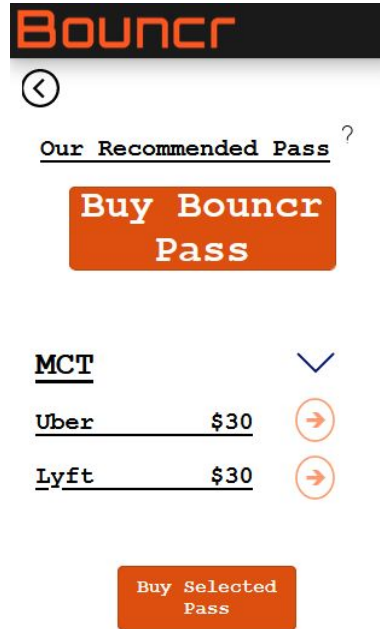 Bouncr
Our Recommended Pass ?
Buy Bouncr
Pass
MCT
Uber $30
Lyft $30
Buy Selected
Pass